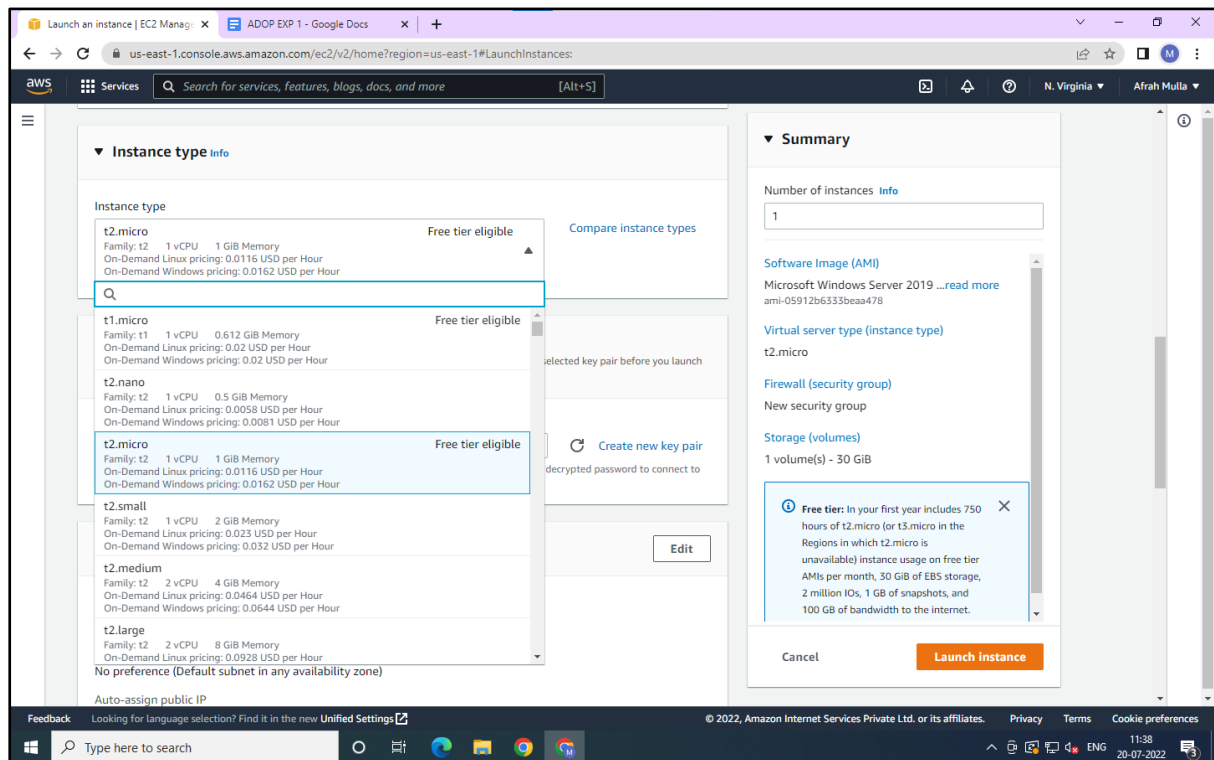 Launch an instance | EC2 Manage
ADOP EXP 1 - Google Docs
us-east-1.console.aws.amazon.com/ec2/v2/home?region=us-east-1#LaunchInstances:
M
aws
Services
Search for services, features, blogs, docs, and more
[Alt+S]
N. Virginia ▼
Afrah Mulla ▼
▼ Instance type Info
Instance type
t2.micro Free tier eligible
Family: t2 1 vCPU 1 GiB Memory
On-Demand Linux pricing: 0.0116 USD per Hour
On-Demand Windows pricing: 0.0162 USD per Hour
Compare instance types
t1.micro Free tier eligible
Family: t1 1 vCPU 0.612 GiB Memory
On-Demand Linux pricing: 0.02 USD per Hour
On-Demand Windows pricing: 0.02 USD per Hour
t2.nano
Family: t2 1 vCPU 0.5 GiB Memory
On-Demand Linux pricing: 0.0058 USD per Hour
On-Demand Windows pricing: 0.0081 USD per Hour
t2.micro Free tier eligible
Family: t2 1 vCPU 1 GiB Memory
On-Demand Linux pricing: 0.0116 USD per Hour
On-Demand Windows pricing: 0.0162 USD per Hour
t2.small
Family: t2 1 vCPU 2 GiB Memory
On-Demand Linux pricing: 0.023 USD per Hour
On-Demand Windows pricing: 0.032 USD per Hour
t2.medium
Family: t2 2 vCPU 4 GiB Memory
On-Demand Linux pricing: 0.0464 USD per Hour
On-Demand Windows pricing: 0.0644 USD per Hour
t2.large
Family: t2 2 vCPU 8 GiB Memory
On-Demand Linux pricing: 0.0928 USD per Hour
selected key pair before you launch
Create new key pair
decrypted password to connect to
Edit
No preference (Default subnet in any availability zone)
Auto-assign public IP
▼ Summary
Number of instances Info
1
Software Image (AMI)
Microsoft Windows Server 2019 ...read more
ami-05912b6333beaa478
Virtual server type (instance type)
t2.micro
Firewall (security group)
New security group
Storage (volumes)
1 volume(s) - 30 GiB
Free tier: In your first year includes 750
hours of t2.micro (or t3.micro in the
Regions in which t2.micro is
unavailable) instance usage on free tier
AMIs per month, 30 GiB of EBS storage,
2 million IOs, 1 GB of snapshots, and
100 GB of bandwidth to the internet.
Cancel
Launch instance
Feedback
Looking for language selection? Find it in the new Unified Settings
© 2022, Amazon Internet Services Private Ltd. or its affiliates.
Privacy
Terms
Cookie preferences
Type here to search
ENG
11:38
20-07-2022
3